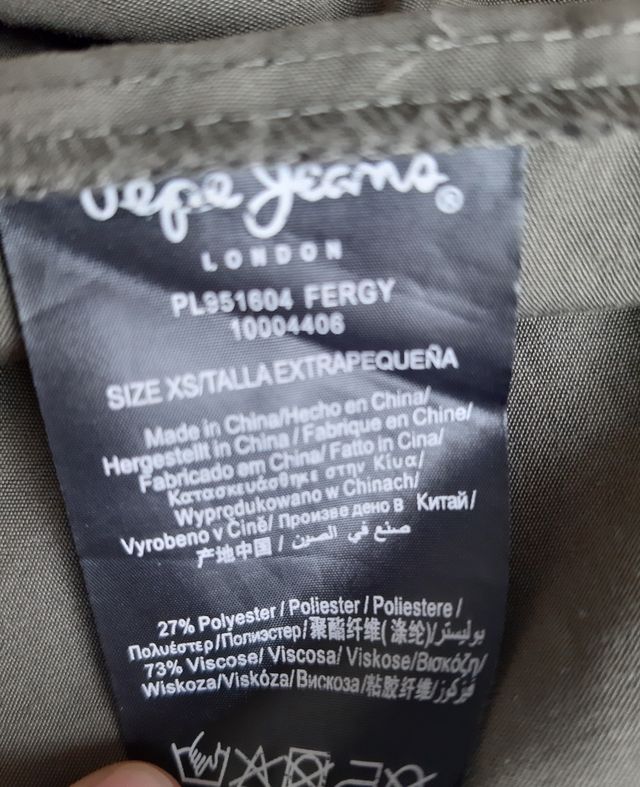 Pepe Jeans®
LONDON
PL951604 FERGY
10004406
SIZE XS/TALLA EXTRAPEQUEÑA
Made in China/Hecho en China/
Hergestellt in China / Fabriqué en Chine/
Fabricado em China/ Fatto in Cina/
Κατασκευάσθηκε στην Κίνα/
Wyprodukowano w Chinach/
Vyrobeno v Číně/ Произве дено в Китай/
产地中国 / صنع في الصين
27% Polyester / Poliester / Poliestere /
Πολυέστερ/Полиэстер/聚酯纤维(涤纶)/بوليستر
73% Viscose/ Viscosa/ Viskose/Βισκόζη/
Wiskoza/Viskóza/Вискоза/粘胶纤维/فزكوز